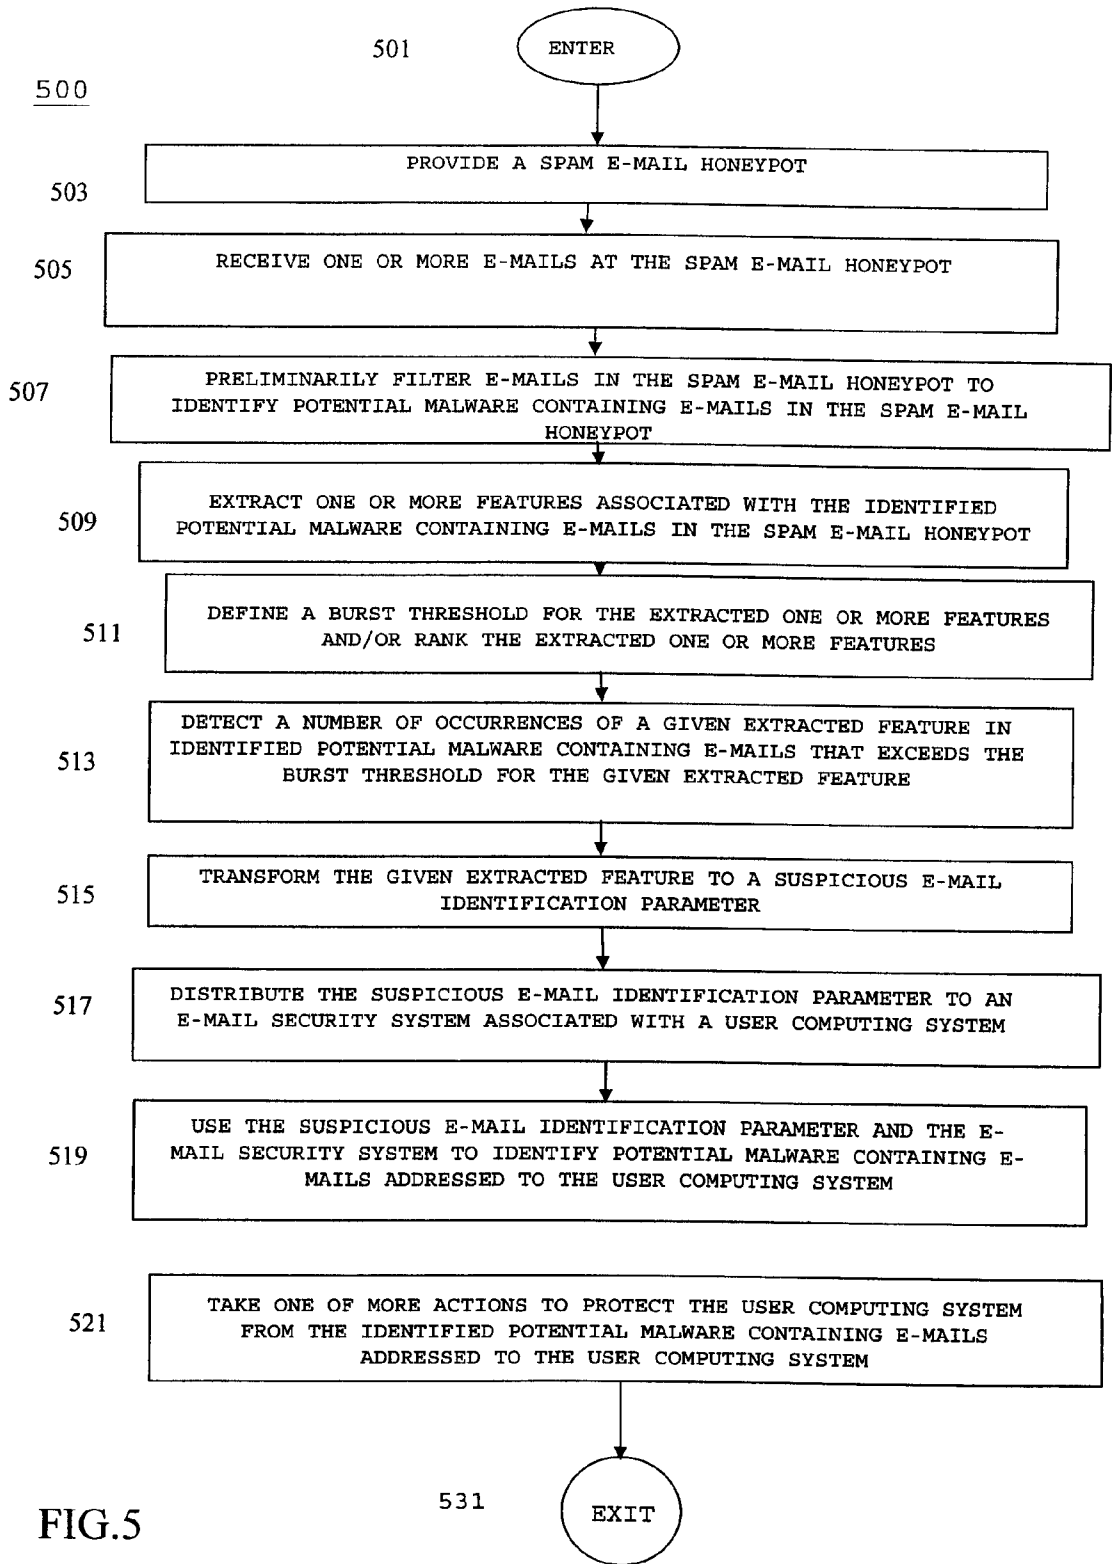 501
ENTER
500
PROVIDE A SPAM E-MAIL HONEYPOT
503
505
RECEIVE ONE OR MORE E-MAILS AT THE SPAM E-MAIL HONEYPOT
507
PRELIMINARILY FILTER E-MAILS IN THE SPAM E-MAIL HONEYPOT TO
IDENTIFY POTENTIAL MALWARE CONTAINING E-MAILS IN THE SPAM E-MAIL
HONEYPOT
509
EXTRACT ONE OR MORE FEATURES ASSOCIATED WITH THE IDENTIFIED
POTENTIAL MALWARE CONTAINING E-MAILS IN THE SPAM E-MAIL HONEYPOT
511
DEFINE A BURST THRESHOLD FOR THE EXTRACTED ONE OR MORE FEATURES
AND/OR RANK THE EXTRACTED ONE OR MORE FEATURES
513
DETECT A NUMBER OF OCCURRENCES OF A GIVEN EXTRACTED FEATURE IN
IDENTIFIED POTENTIAL MALWARE CONTAINING E-MAILS THAT EXCEEDS THE
BURST THRESHOLD FOR THE GIVEN EXTRACTED FEATURE
515
TRANSFORM THE GIVEN EXTRACTED FEATURE TO A SUSPICIOUS E-MAIL
IDENTIFICATION PARAMETER
517
DISTRIBUTE THE SUSPICIOUS E-MAIL IDENTIFICATION PARAMETER TO AN
E-MAIL SECURITY SYSTEM ASSOCIATED WITH A USER COMPUTING SYSTEM
519
USE THE SUSPICIOUS E-MAIL IDENTIFICATION PARAMETER AND THE E-
MAIL SECURITY SYSTEM TO IDENTIFY POTENTIAL MALWARE CONTAINING E-
MAILS ADDRESSED TO THE USER COMPUTING SYSTEM
521
TAKE ONE OF MORE ACTIONS TO PROTECT THE USER COMPUTING SYSTEM
FROM THE IDENTIFIED POTENTIAL MALWARE CONTAINING E-MAILS
ADDRESSED TO THE USER COMPUTING SYSTEM
531
EXIT
FIG.5